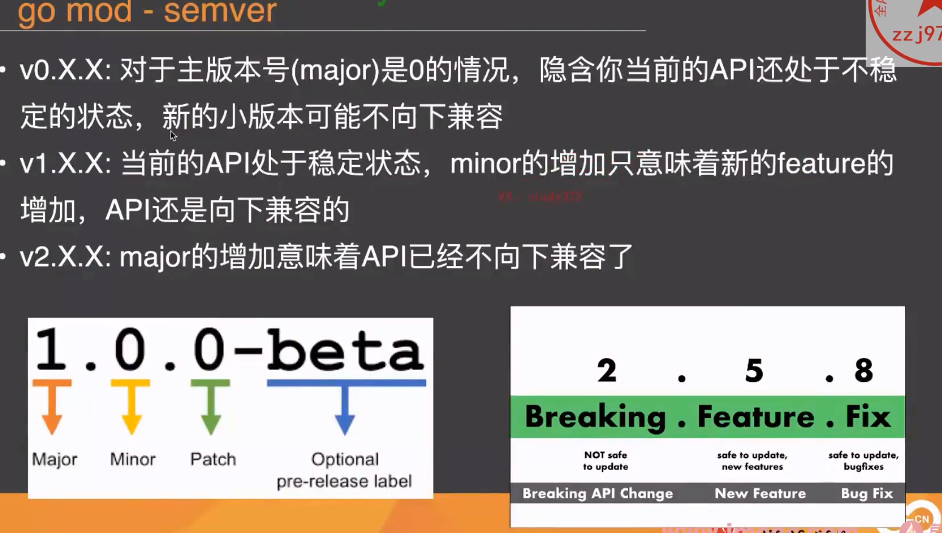 go mod - semver
zzj97
• v0.X.X: 对于主版本号(major)是0的情况，隐含你当前的API还处于不稳
定的状态，新的小版本可能不向下兼容
• v1.X.X: 当前的API处于稳定状态，minor的增加只意味着新的feature的
增加，API还是向下兼容的
• v2.X.X: major的增加意味着API已经不向下兼容了
1.0.0-beta
Major Minor Patch Optional
pre-release label
2 . 5 . 8
Breaking . Feature . Fix
NOT safe safe to update, safe to update,
to update new features bugfixes
Breaking API Change New Feature Bug Fix
CN